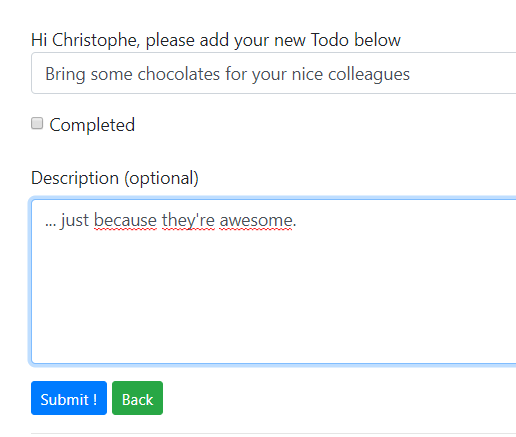 Hi Christophe, please add your new Todo below
Bring some chocolates for your nice colleagues
Completed
Description (optional)
... just because they're awesome.
Submit ! Back